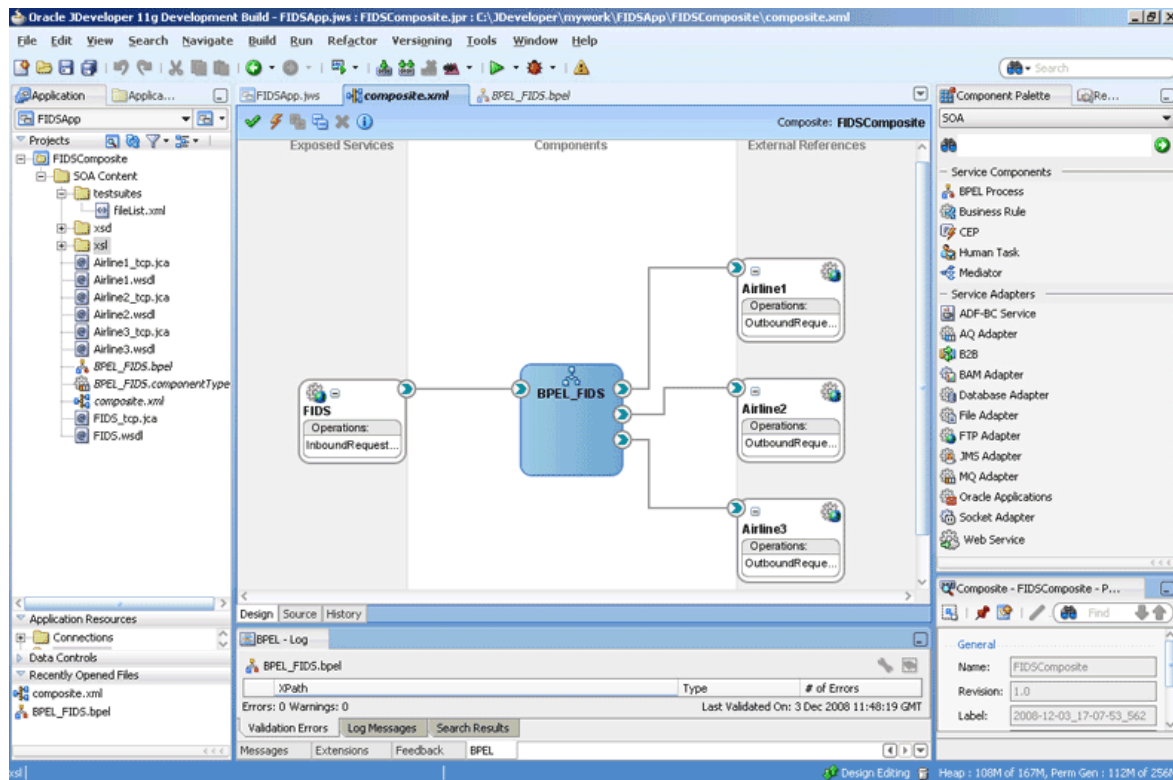 Oracle JDeveloper 11g Development Build - FIDSApp.jws : FIDSComposite.jpr : C:\JDeveloper\mywork\FIDSApp\FIDSComposite\composite.xml
File Edit View Search Navigate Build Run Refactor Versioning Tools Window Help
Search
Application Applica...
FIDSApp
Projects
FIDSComposite
SOA Content
testsuites
fileList.xml
xsd
xsl
Airline1_tcp.jca
Airline1.wsdl
Airline2_tcp.jca
Airline2.wsdl
Airline3_tcp.jca
Airline3.wsdl
BPEL_FIDS.bpel
BPEL_FIDS.componentType
composite.xml
FIDS_tcp.jca
FIDS.wsdl
Application Resources
Connections
Data Controls
Recently Opened Files
composite.xml
BPEL_FIDS.bpel
FIDSApp.jws composite.xml BPEL_FIDS.bpel
Composite: FIDSComposite
Exposed Services Components External References
FIDS
Operations:
InboundRequest...
BPEL_FIDS
Airline1
Operations:
OutboundReque...
Airline2
Operations:
OutboundReque...
Airline3
Operations:
OutboundReque...
Design Source History
BPEL - Log
BPEL_FIDS.bpel
XPath Type # of Errors
Errors: 0 Warnings: 0 Last Validated On: 3 Dec 2008 11:48:19 GMT
Validation Errors Log Messages Search Results
Messages Extensions Feedback BPEL
Component Palette Re...
SOA
Service Components
BPEL Process
Business Rule
CEP
Human Task
Mediator
Service Adapters
ADF-BC Service
AQ Adapter
B2B
BAM Adapter
Database Adapter
File Adapter
FTP Adapter
JMS Adapter
MQ Adapter
Oracle Applications
Socket Adapter
Web Service
Composite - FIDSComposite - P...
Find
General
Name: FIDSComposite
Revision: 1.0
Label: 2008-12-03_17-07-53_562
xsl Design Editing Heap : 108M of 167M, Perm Gen : 112M of 256M